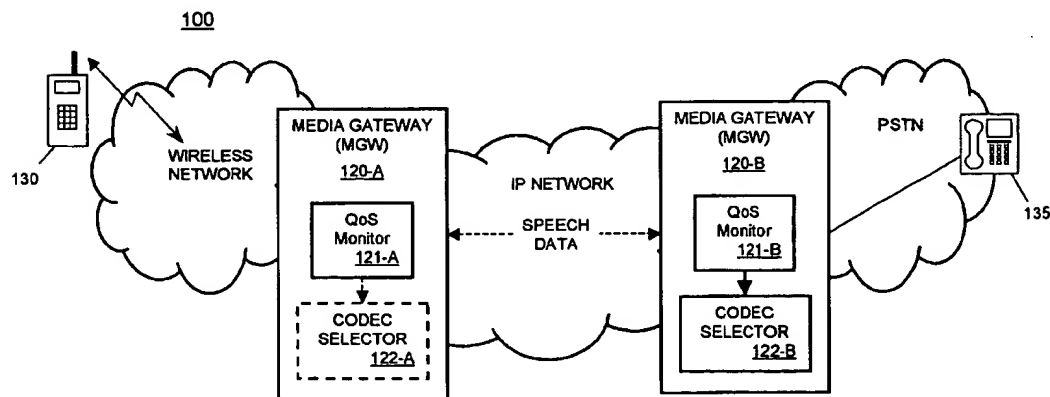 100
130
WIRELESS
NETWORK
MEDIA GATEWAY
(MGW)
120-A
QoS
Monitor
121-A
CODEC
SELECTOR
122-A
IP NETWORK
SPEECH
DATA
MEDIA GATEWAY
(MGW)
120-B
QoS
Monitor
121-B
CODEC
SELECTOR
122-B
PSTN
135